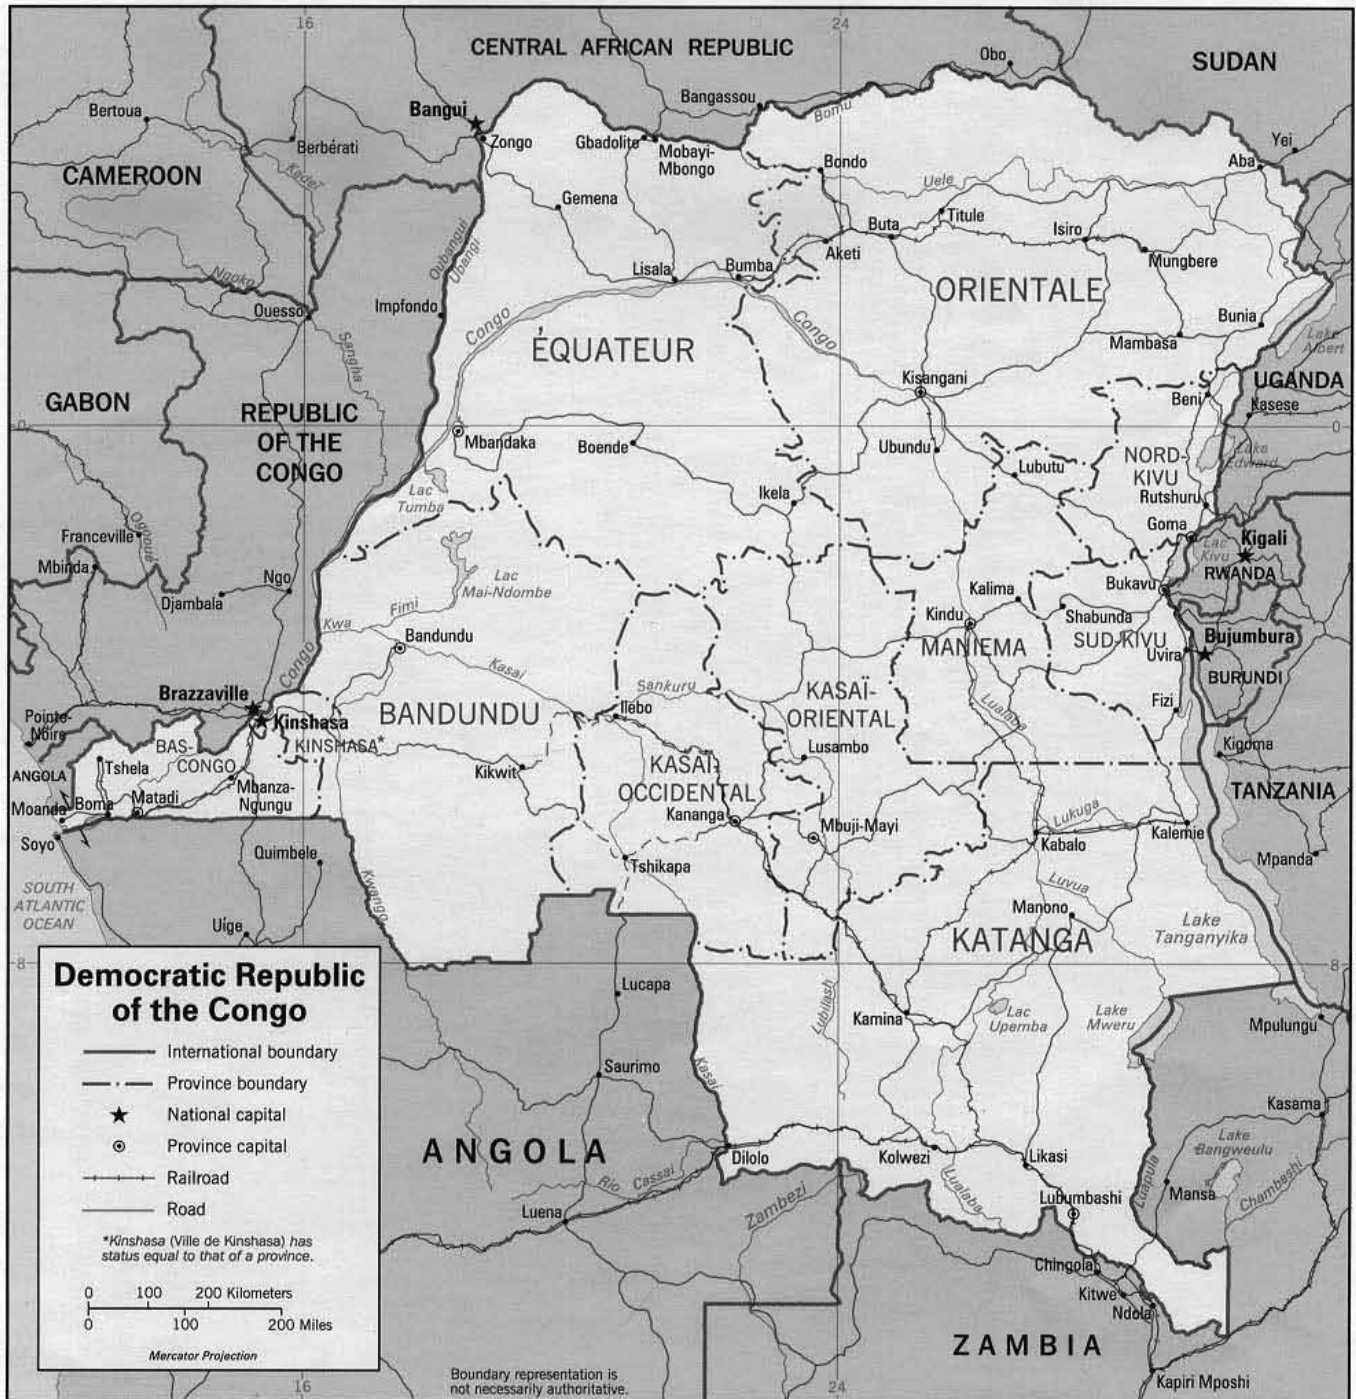 16
24
CENTRAL AFRICAN REPUBLIC
Obo
SUDAN
Bangassou
Bomu
Bertoua
Bangui
Yei
Berbérati
Zongo
Gbadolite
Mobayi-
Mbongo
Bondo
Aba
CAMEROON
Kadeï
Uele
Gemena
Titule
Buta
Isiro
Oubangui
Ubangi
Aketi
Mungbere
Ngoko
Lisala
Bumba
ORIENTALE
Ouesso
Impfondo
Congo
Congo
Bunia
Sangha
ÉQUATEUR
Mambasa
Lake
Albert
Kisangani
UGANDA
GABON
REPUBLIC
OF THE
CONGO
Beni
Kasese
0
0
Mbandaka
Boende
Ubundu
Lubutu
NORD-
KIVU
Lake
Edward
Lac
Tumba
Ikela
Rutshuru
Ogooué
Franceville
Goma
Lac
Kivu
Kigali
Mbinda
Ngo
Lac
Mai-Ndombe
RWANDA
Djambala
Kalima
Bukavu
Fimi
Kindu
Shabunda
Kwa
Bandundu
MANIEMA
SUD-KIVU
Bujumbura
Uvira
Congo
Kasai
BURUNDI
Brazzaville
Sankuru
KASAÏ-
ORIENTAL
Lualaba
Fizi
Pointe-
Noire
Kinshasa
BANDUNDU
Ilebo
BAS-
CONGO
KINSHASA*
Lusambo
Kigoma
ANGOLA
Tshela
Kikwit
KASAÏ-
OCCIDENTAL
Mbanza-
Ngungu
TANZANIA
Moanda
Boma
Matadi
Kananga
Mbuji-Mayi
Lukuga
Kalemie
Soyo
Quimbele
Kabalo
Mpanda
Tshikapa
Kwango
Luvua
SOUTH
ATLANTIC
OCEAN
Manono
Uíge
KATANGA
Lake
Tanganyika
8
8
Democratic Republic
of the Congo
Lucapa
Lubilash
Kamina
Lac
Upemba
Lake
Mweru
Mpulungu
International boundary
Province boundary
National capital
Province capital
Railroad
Road
*Kinshasa (Ville de Kinshasa) has
status equal to that of a province.
0 100 200 Kilometers
0 100 200 Miles
Mercator Projection
Saurimo
Kasai
Kasama
ANGOLA
Dilolo
Kolwezi
Likasi
Lake
Bangweulu
Rio Cassai
Lualaba
Luapula
Mansa
Chambeshi
Luena
Zambezi
Lubumbashi
Chingola
Kitwe
Ndola
ZAMBIA
Boundary representation is
not necessarily authoritative.
Kapiri Mposhi
16
24